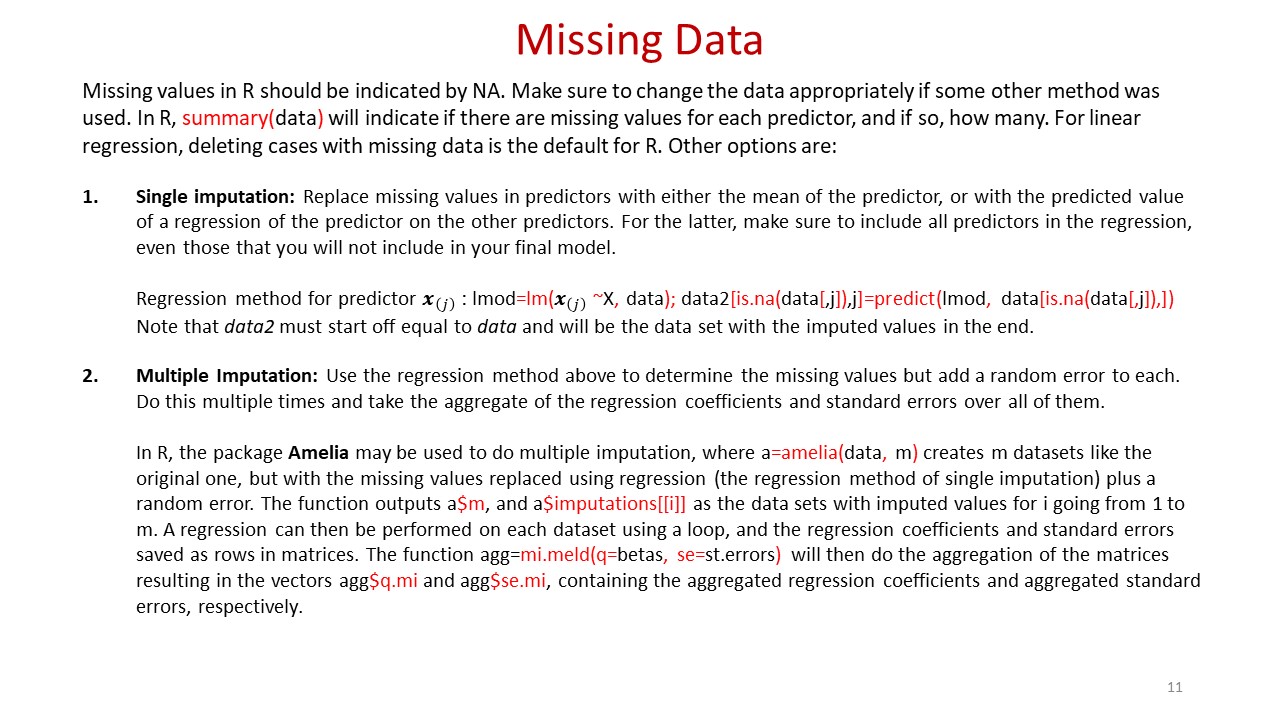 Missing Data
Missing values in R should be indicated by NA. Make sure to change the data appropriately if some other method was
used. In R, summary(data) will indicate if there are missing values for each predictor, and if so, how many. For linear
regression, deleting cases with missing data is the default for R. Other options are:
1. Single imputation: Replace missing values in predictors with either the mean of the predictor, or with the predicted value
of a regression of the predictor on the other predictors. For the latter, make sure to include all predictors in the regression,
even those that you will not include in your final model.
Regression method for predictor 𝒙₍𝑗₎ : lmod=lm(𝒙₍𝑗₎ ~X, data); data2[is.na(data[,j]),j]=predict(lmod, data[is.na(data[,j]),])
Note that data2 must start off equal to data and will be the data set with the imputed values in the end.
2. Multiple Imputation: Use the regression method above to determine the missing values but add a random error to each.
Do this multiple times and take the aggregate of the regression coefficients and standard errors over all of them.
In R, the package Amelia may be used to do multiple imputation, where a=amelia(data, m) creates m datasets like the
original one, but with the missing values replaced using regression (the regression method of single imputation) plus a
random error. The function outputs a$m, and a$imputations[[i]] as the data sets with imputed values for i going from 1 to
m. A regression can then be performed on each dataset using a loop, and the regression coefficients and standard errors
saved as rows in matrices. The function agg=mi.meld(q=betas, se=st.errors) will then do the aggregation of the matrices
resulting in the vectors agg$q.mi and agg$se.mi, containing the aggregated regression coefficients and aggregated standard
errors, respectively.
11